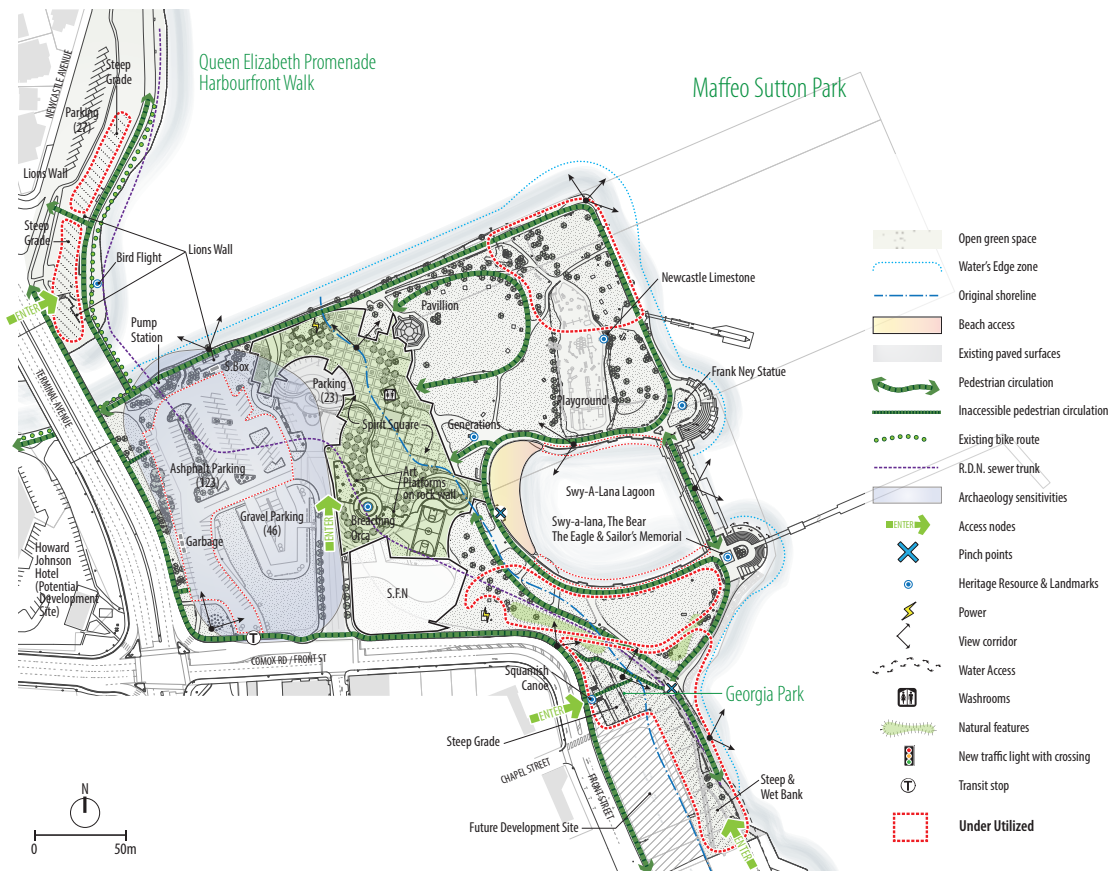 Queen Elizabeth Promenade
Harbourfront Walk
Maffeo Sutton Park
NEWCASTLE AVENUE
Steep
Grade
Parking
(27)
Lions Wall
Steep
Grade
Bird Flight
Lions Wall
ENTER
Pump
Station
TERMINAL AVENUE
S.Box
Pavillion
Newcastle Limestone
Parking
(23)
Frank Ney Statue
Playground
Spirit Square
Generations
Ashphalt Parking
(123)
Art
Platforms
on rock wall
Swy-A-Lana Lagoon
Gravel Parking
(46)
ENTER
Breaching
Orca
Swy-a-lana, The Bear
The Eagle & Sailor's Memorial
Garbage
Howard
Johnson
Hotel
(Potential
Development
Site)
S.F.N
T
COMOX RD / FRONT ST
Squamish
Canoe
ENTER
Georgia Park
Steep Grade
CHAPEL STREET
FRONT STREET
Steep &
Wet Bank
Future Development Site
ENTER
N
0 50m
Open green space
Water's Edge zone
Original shoreline
Beach access
Existing paved surfaces
Pedestrian circulation
Inaccessible pedestrian circulation
Existing bike route
R.D.N. sewer trunk
Archaeology sensitivities
ENTER Access nodes
Pinch points
Heritage Resource & Landmarks
Power
View corridor
Water Access
Washrooms
Natural features
New traffic light with crossing
T Transit stop
Under Utilized